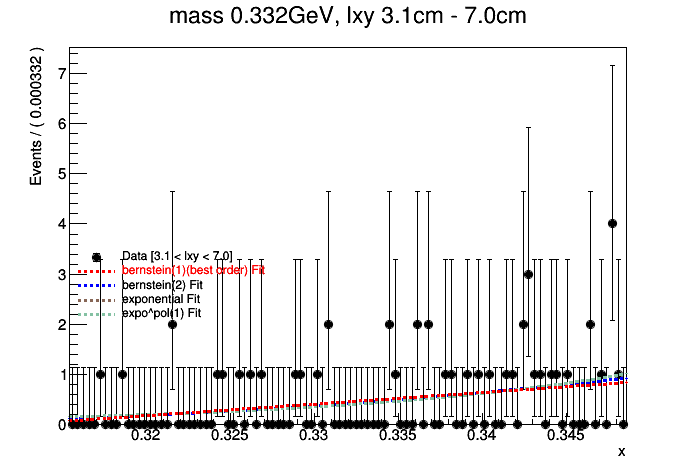 mass 0.332GeV, lxy 3.1cm - 7.0cm
Events / ( 0.000332 )
7
6
5
4
3
2
1
0
Data [3.1 < lxy < 7.0]
bernstein(1)(best order) Fit
bernstein(2) Fit
exponential Fit
expo^pol(1) Fit
0.32 0.325 0.33 0.335 0.34 0.345
x